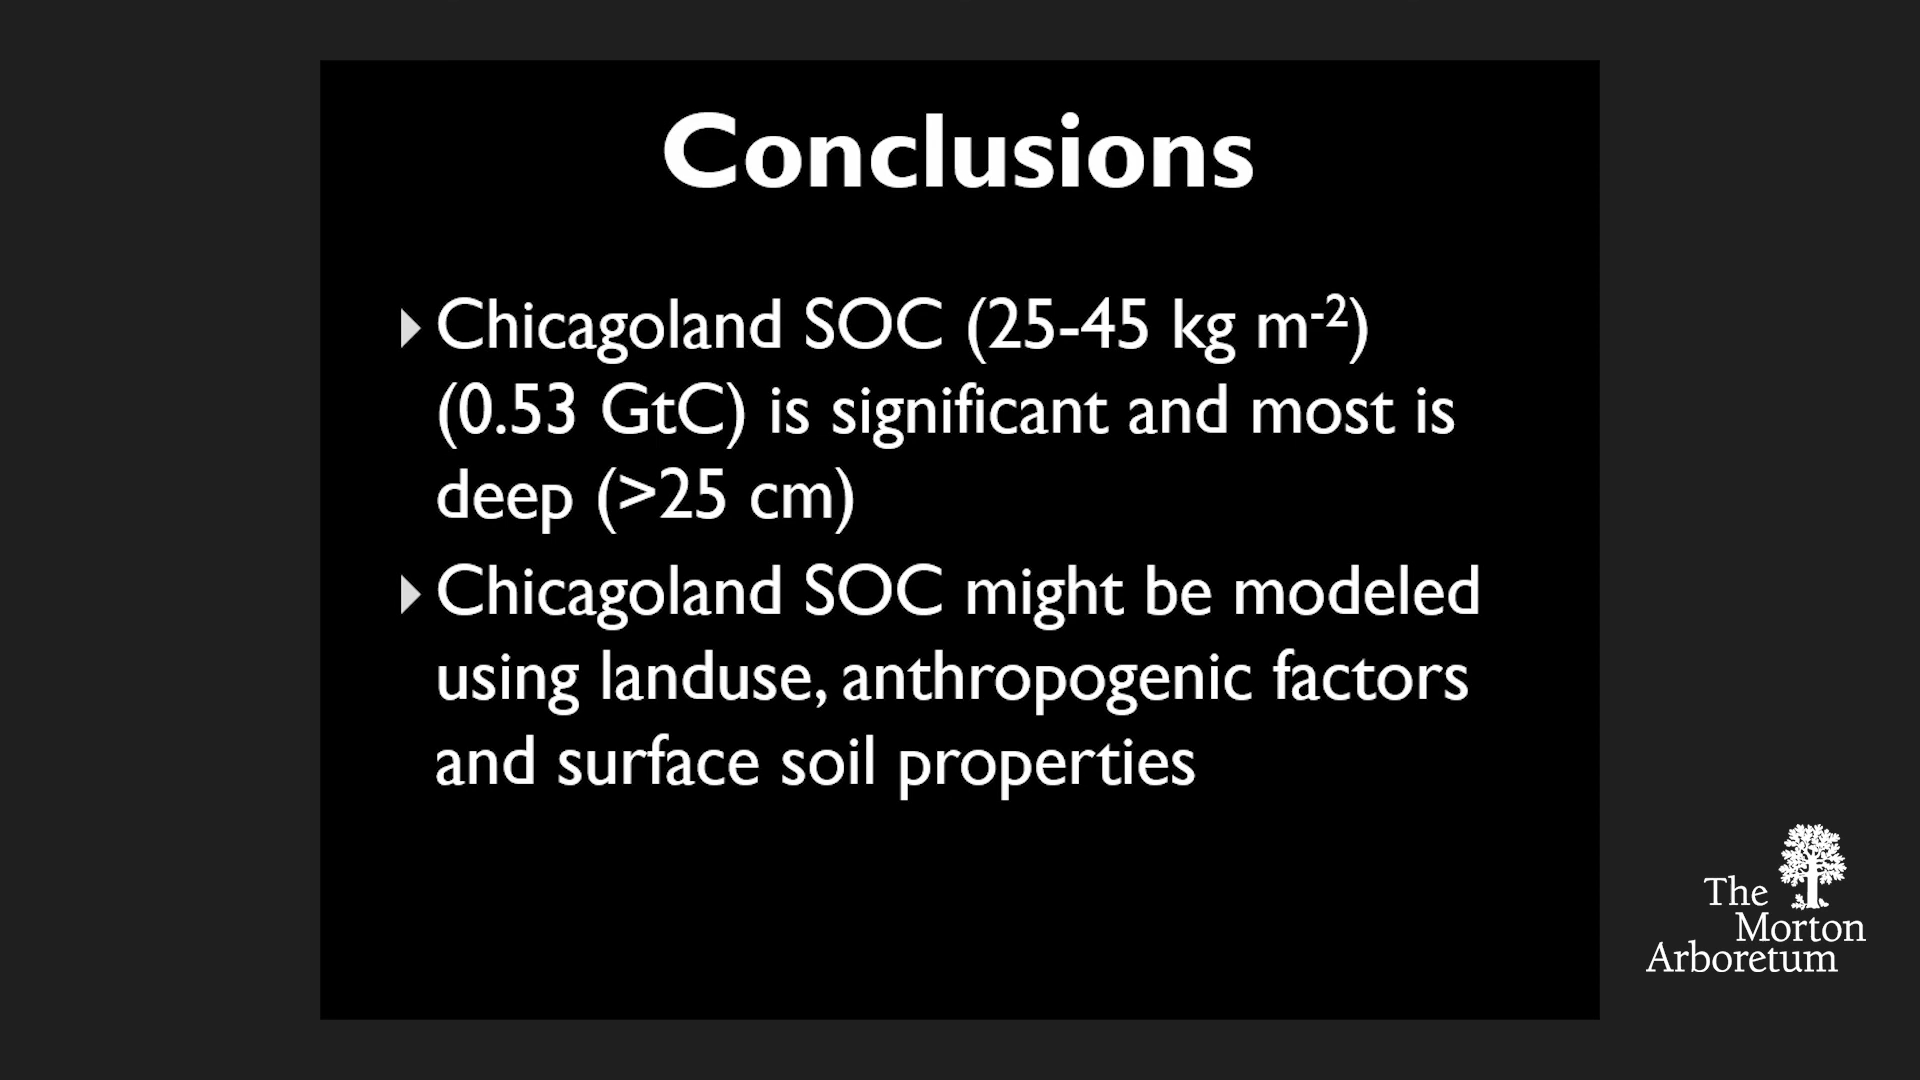 Conclusions
Chicagoland SOC (25-45 kg m⁻²)
(0.53 GtC) is significant and most is
deep (>25 cm)
Chicagoland SOC might be modeled
using landuse, anthropogenic factors
and surface soil properties
The
Morton
Arboretum